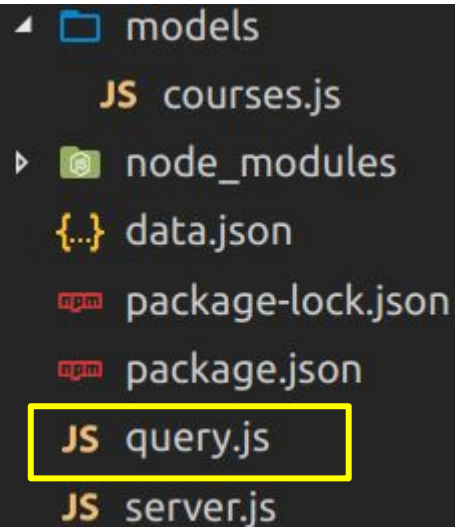 models
JS courses.js
JS node_modules
{...} data.json
npm package-lock.json
npm package.json
JS query.js
JS server.js